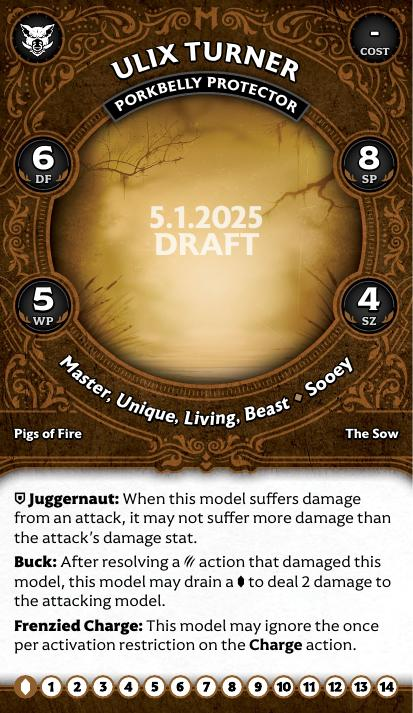 -
COST
ULIX TURNER
PORKBELLY PROTECTOR
6
DF
8
SP
5.1.2025
DRAFT
5
WP
4
SZ
Master, Unique, Living, Beast Sooey
Pigs of Fire
The Sow
Juggernaut: When this model suffers damage
from an attack, it may not suffer more damage than
the attack's damage stat.
Buck: After resolving a action that damaged this
model, this model may drain a to deal 2 damage to
the attacking model.
Frenzied Charge: This model may ignore the once
per activation restriction on the Charge action.
1 2 3 4 5 6 7 8 9 10 11 12 13 14